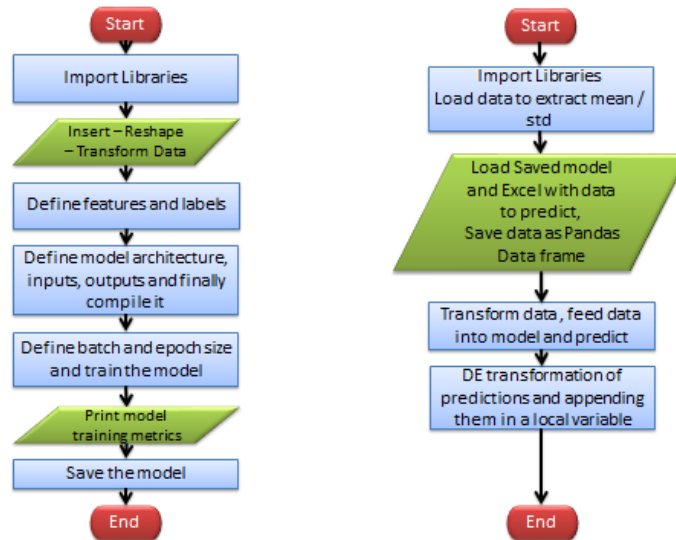 Start
Import Libraries
Insert – Reshape
– Transform Data
Define features and labels
Define model architecture,
inputs, outputs and finally
compile it
Define batch and epoch size
and train the model
Print model
training metrics
Save the model
End
Start
Import Libraries
Load data to extract mean /
std
Load Saved model
and Excel with data
to predict,
Save data as Pandas
Data frame
Transform data, feed data
into model and predict
DE transformation of
predictions and appending
them in a local variable
End